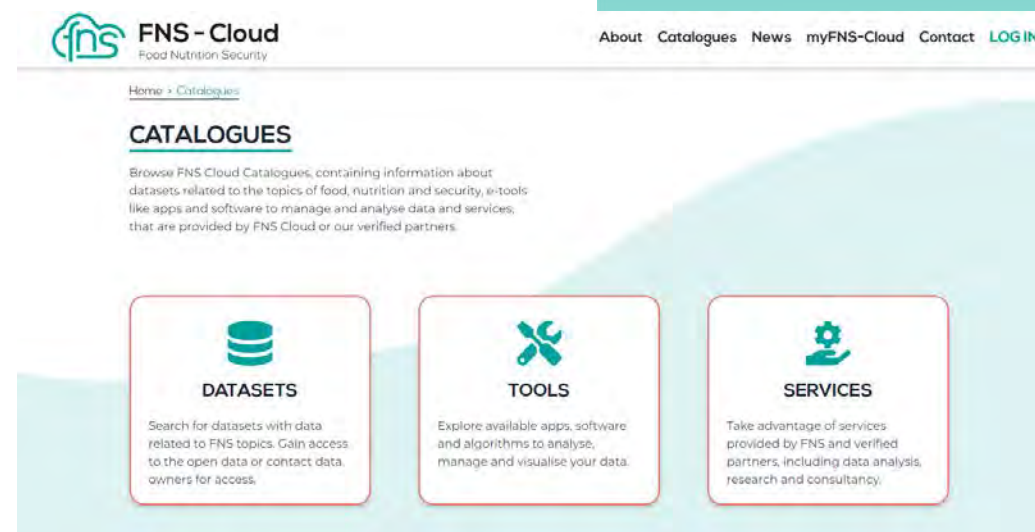 fns FNS - Cloud
Food Nutrition Security
About Catalogues News myFNS-Cloud Contact LOG IN
Home > Catalogues
CATALOGUES
Browse FNS Cloud Catalogues, containing information about
datasets related to the topics of food, nutrition and security, e-tools
like apps and software to manage and analyse data and services,
that are provided by FNS Cloud or our verified partners.
DATASETS
Search for datasets with data
related to FNS topics. Gain access
to the open data or contact data
owners for access.
TOOLS
Explore available apps, software
and algorithms to analyse,
manage and visualise your data.
SERVICES
Take advantage of services
provided by FNS and verified
partners, including data analysis,
research and consultancy.